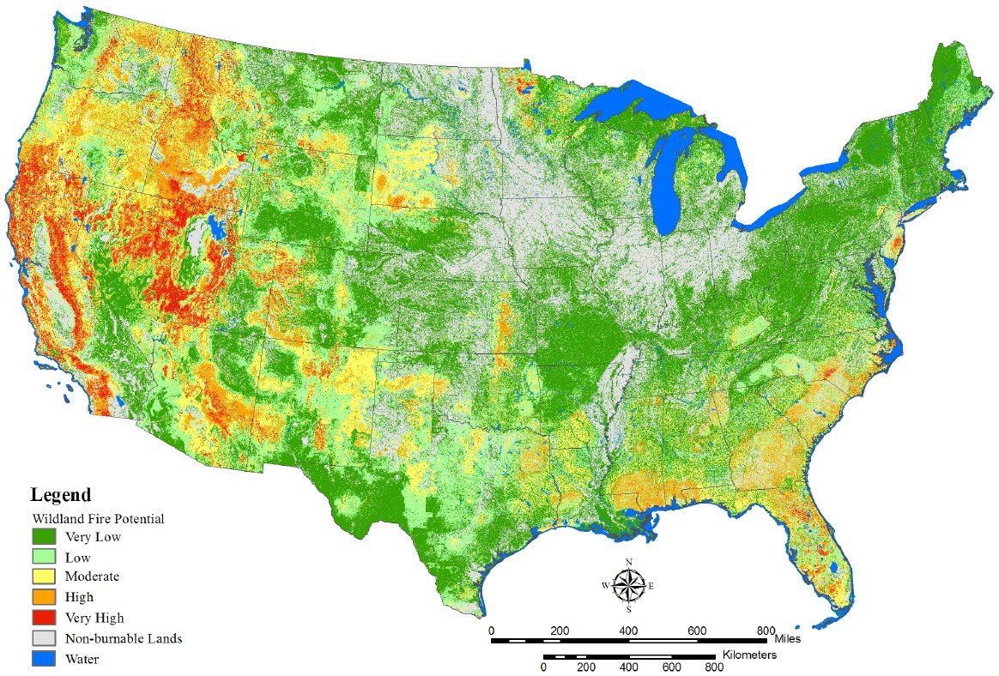 Legend
Wildland Fire Potential
Very Low
Low
Moderate
High
Very High
Non-burnable Lands
Water
N
W E
S
0 200 400 600 800 Miles
Kilometers
0 200 400 600 800